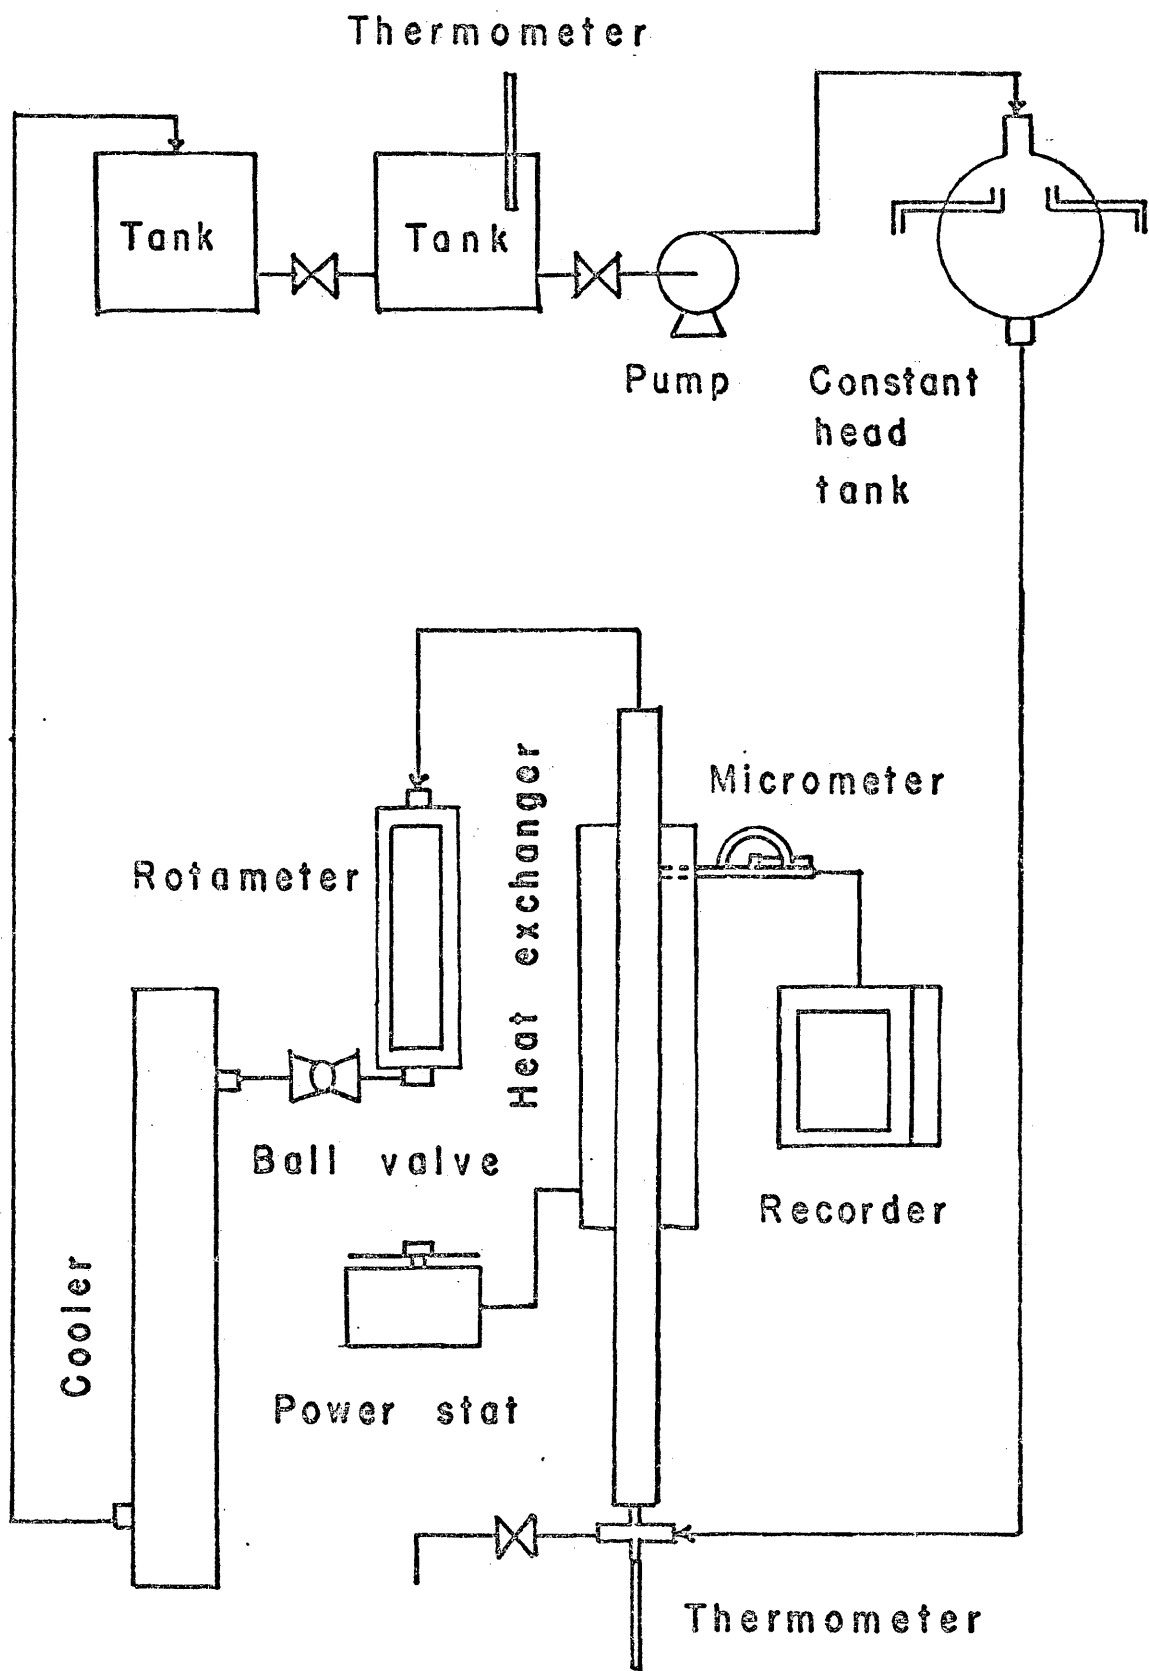 Thermometer
Tank
Tank
Pump
Constant
head
tank
Heat exchanger
Micrometer
Rotameter
Ball valve
Recorder
Cooler
Power stat
Thermometer